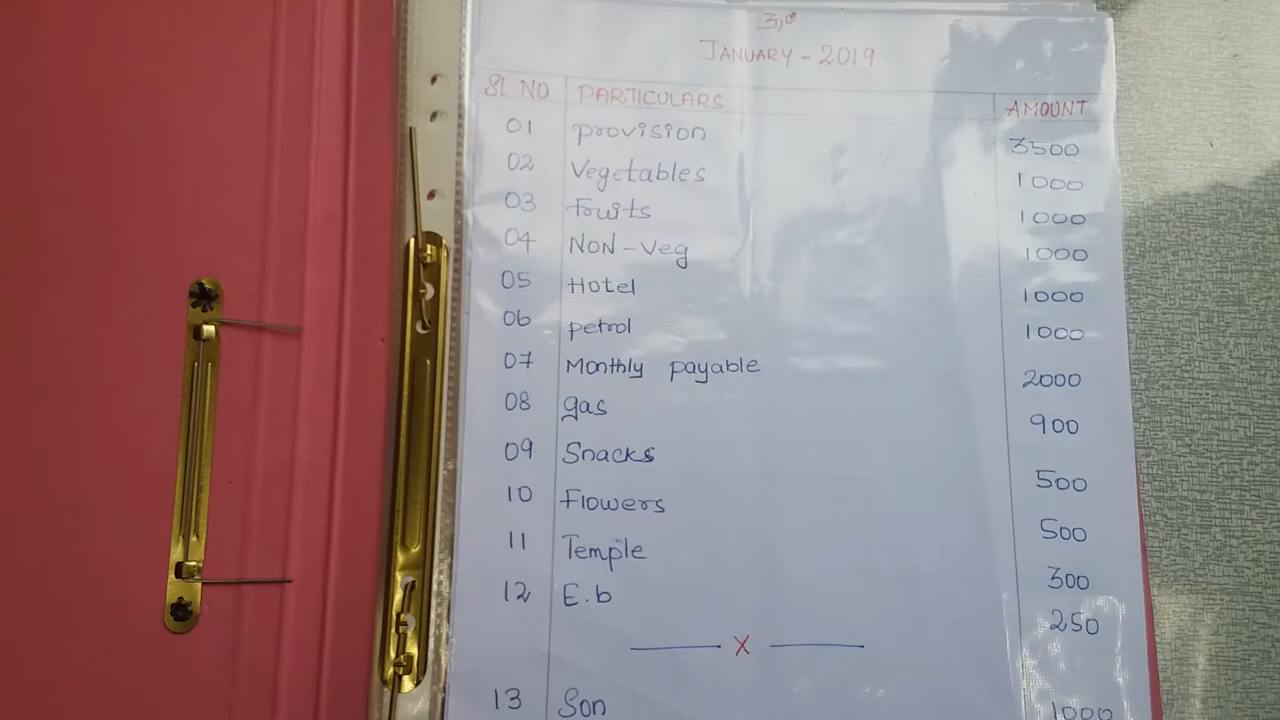 JANUARY - 2019
SL NO PARTICULARS AMOUNT
01 provision 3500
02 Vegetables 1000
03 fruits 1000
04 NON-Veg 1000
05 Hotel 1000
06 petrol 1000
07 Monthly payable 2000
08 gas 900
09 Snacks 500
10 Flowers 500
11 Temple 300
12 E.b 250
X
13 Son 1000